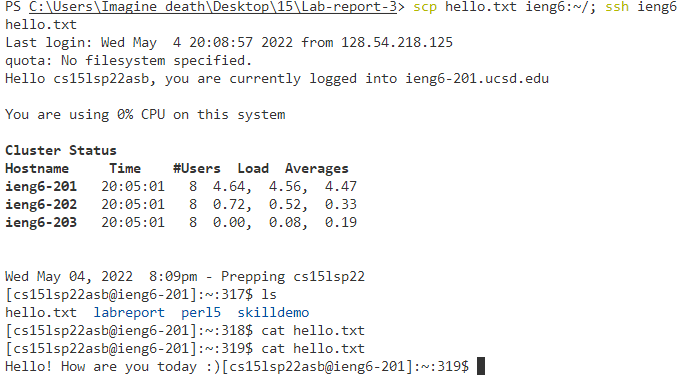 PS C:\Users\Imagine death\Desktop\15\Lab-report-3> scp hello.txt ieng6:~/; ssh ieng6
hello.txt
Last login: Wed May  4 20:08:57 2022 from 128.54.218.125
quota: No filesystem specified.
Hello cs15lsp22asb, you are currently logged into ieng6-201.ucsd.edu
You are using 0% CPU on this system
Cluster Status
Hostname     Time    #Users  Load  Averages
ieng6-201   20:05:01   8  4.64,  4.56,  4.47
ieng6-202   20:05:01   8  0.72,  0.52,  0.33
ieng6-203   20:05:01   8  0.00,  0.08,  0.19
Wed May 04, 2022  8:09pm - Prepping cs15lsp22
[cs15lsp22asb@ieng6-201]:~:317$ ls
hello.txt  labreport  perl5  skilldemo
[cs15lsp22asb@ieng6-201]:~:318$ cat hello.txt
[cs15lsp22asb@ieng6-201]:~:319$ cat hello.txt
Hello! How are you today :)[cs15lsp22asb@ieng6-201]:~:319$